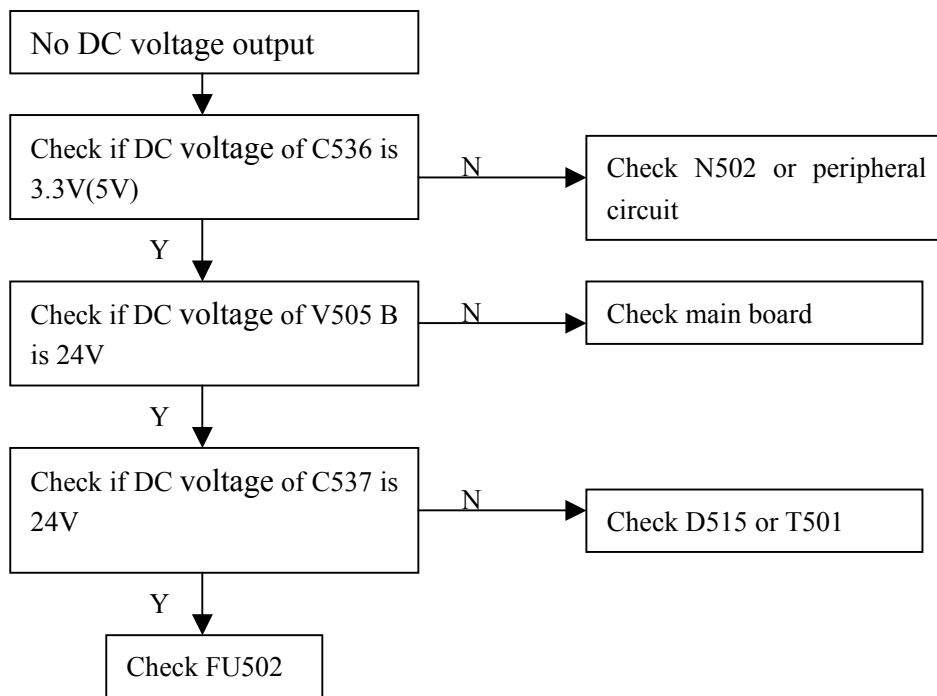 No DC voltage output
Check if DC voltage of C536 is
3.3V(5V)
N
Check N502 or peripheral
circuit
Y
Check if DC voltage of V505 B
is 24V
N
Check main board
Y
Check if DC voltage of C537 is
24V
N
Check D515 or T501
Y
Check FU502